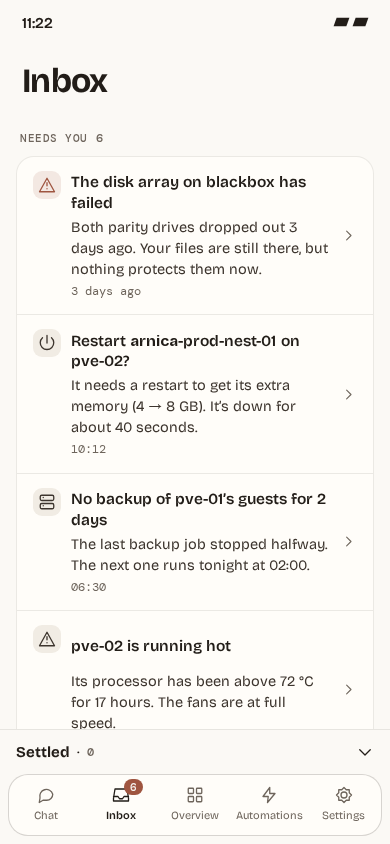 11:22
Inbox
NEEDS YOU 6
The disk array on blackbox has
failed
Both parity drives dropped out 3
days ago. Your files are still there, but
nothing protects them now.
3 days ago
Restart arnica-prod-nest-01 on
pve-02?
It needs a restart to get its extra
memory (4 → 8 GB). It's down for
about 40 seconds.
10:12
No backup of pve-01's guests for 2
days
The last backup job stopped halfway.
The next one runs tonight at 02:00.
06:30
pve-02 is running hot
Its processor has been above 72 °C
for 17 hours. The fans are at full
speed.
Settled · 0
6
Chat Inbox Overview Automations Settings